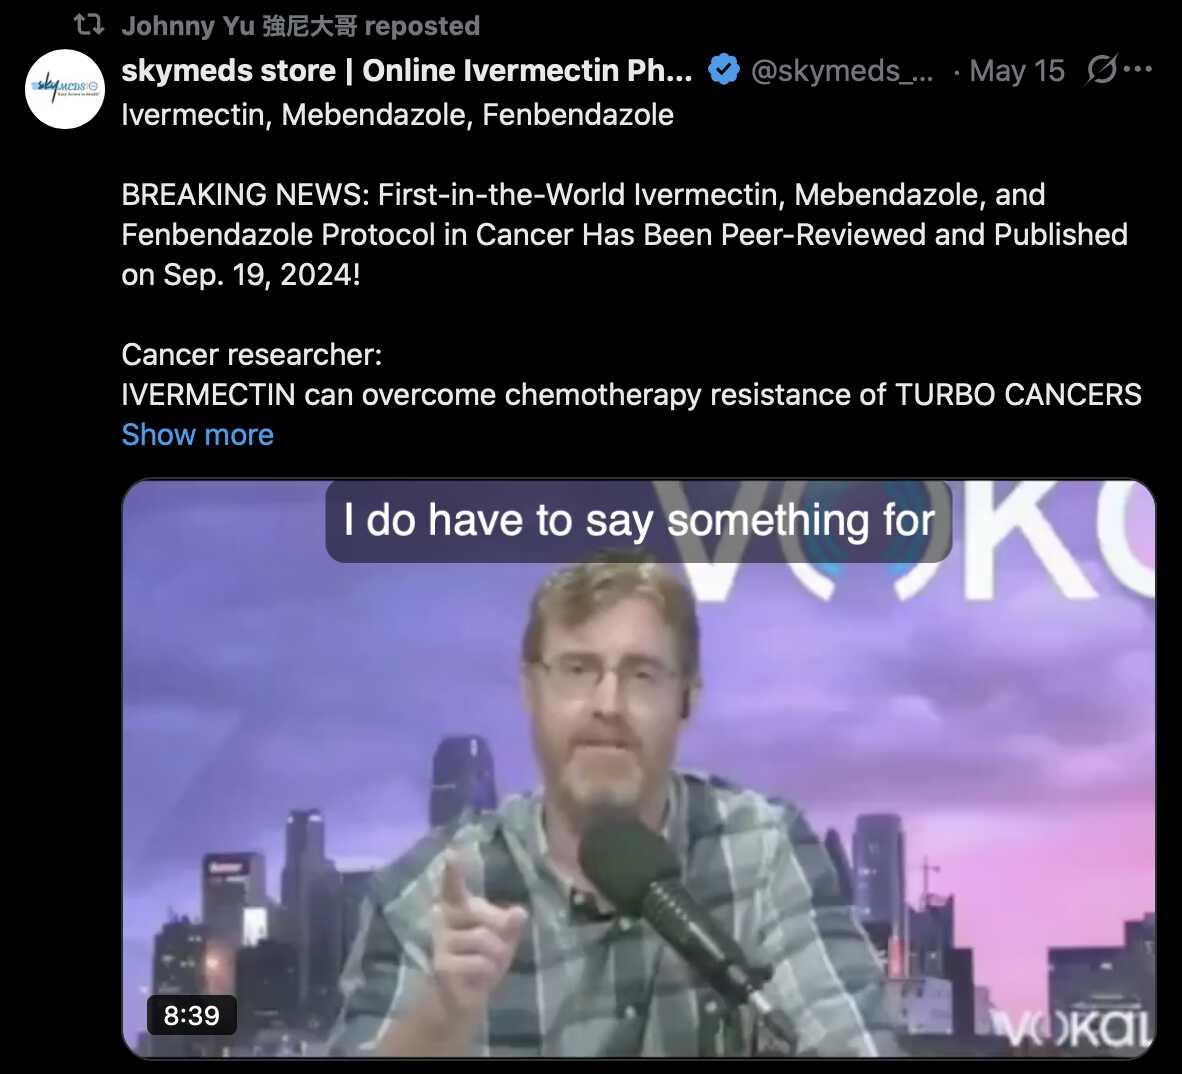 Johnny Yu 強尼大哥 reposted
skymeds store | Online Ivermectin Ph... @skymeds_... · May 15
Ivermectin, Mebendazole, Fenbendazole
BREAKING NEWS: First-in-the-World Ivermectin, Mebendazole, and
Fenbendazole Protocol in Cancer Has Been Peer-Reviewed and Published
on Sep. 19, 2024!
Cancer researcher:
IVERMECTIN can overcome chemotherapy resistance of TURBO CANCERS
Show more
I do have to say something for
VOKA
8:39
VOKAL